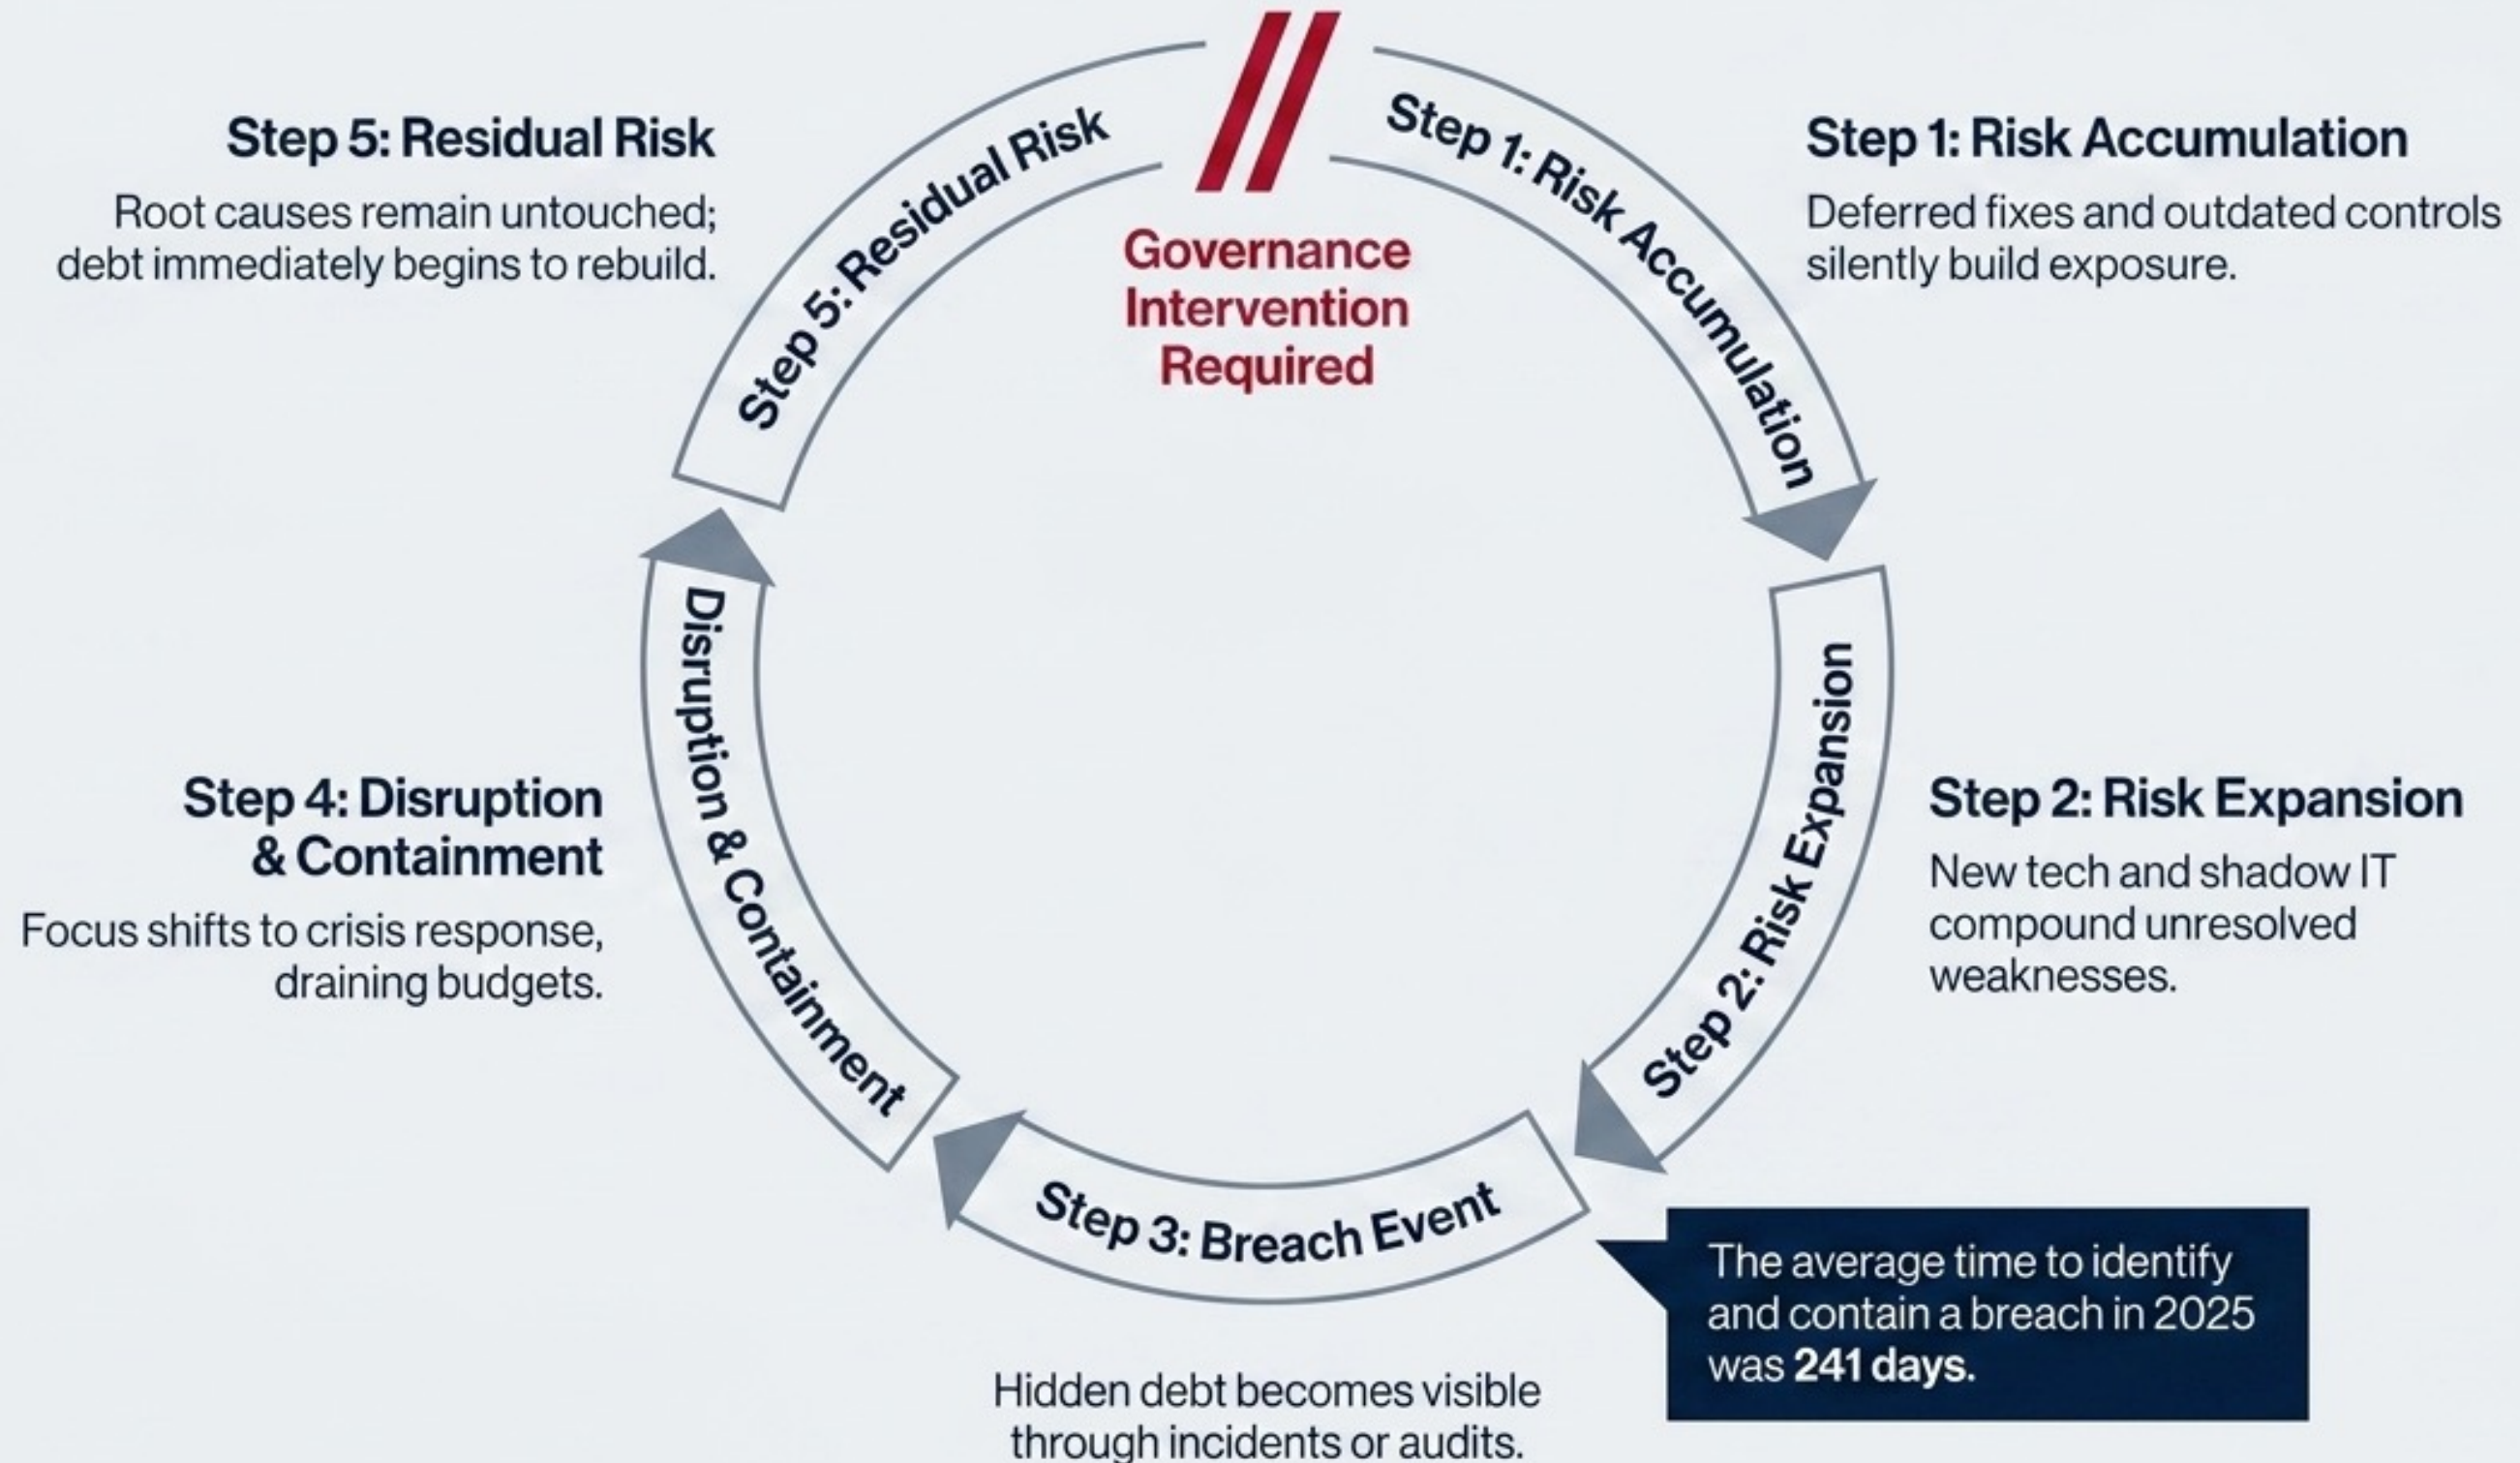 Step 5: Residual Risk
Root causes remain untouched;
debt immediately begins to rebuild.
Step 5: Residual Risk
Governance
Intervention
Required
Step 1: Risk Accumulation
Step 1: Risk Accumulation
Deferred fixes and outdated controls
silently build exposure.
Step 2: Risk Expansion
Step 2: Risk Expansion
New tech and shadow IT
compound unresolved
weaknesses.
Step 3: Breach Event
The average time to identify
and contain a breach in 2025
was 241 days.
Hidden debt becomes visible
through incidents or audits.
Disruption & Containment
Step 4: Disruption
& Containment
Focus shifts to crisis response,
draining budgets.